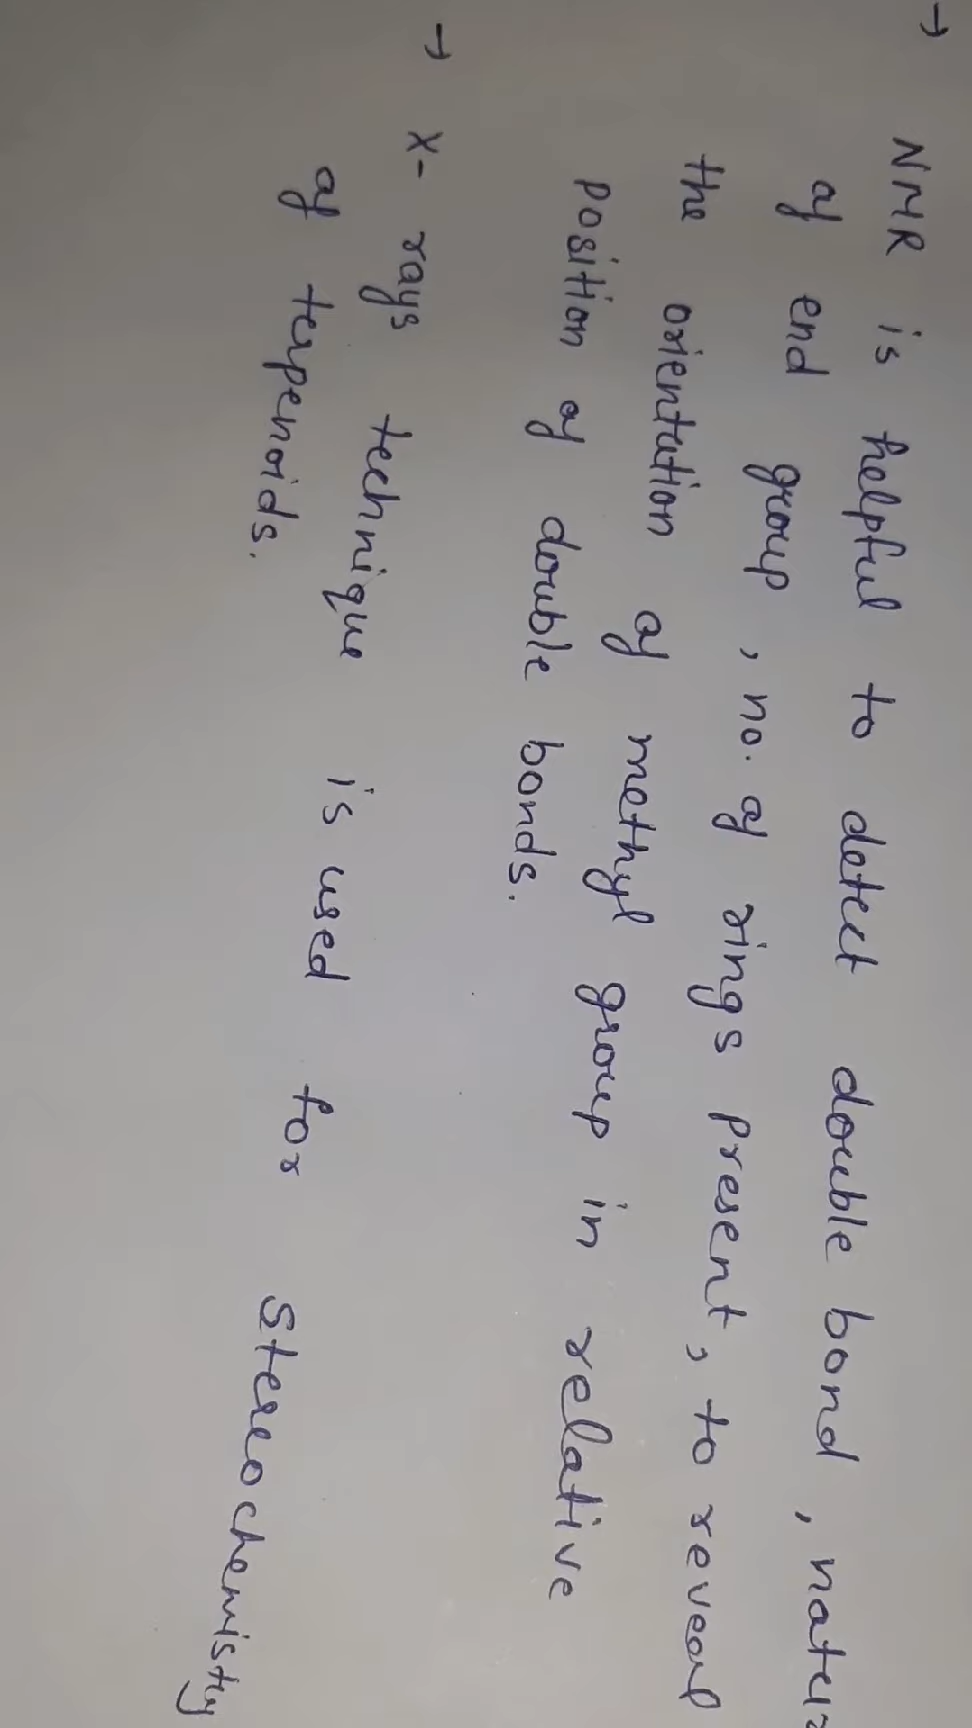 → NMR is helpful to detect double bond, natur
of end group, no. of rings present, to reveal
the orientation of methyl group in relative
position of double bonds.
→ X-rays technique is used for stereochemistry
of terpenoids.